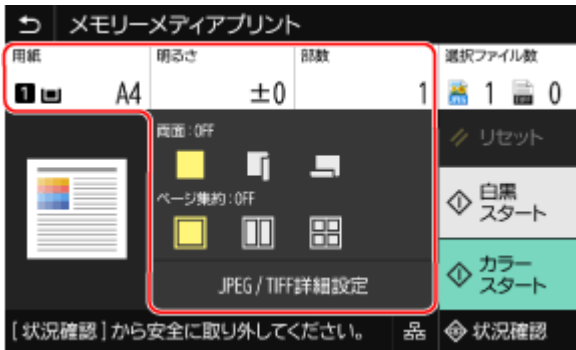 メモリーメディアプリント
用紙 明るさ 部数 選択ファイル数
1 A4 ±0 1 1 0
両面:OFF
リセット
ページ集約:OFF
白黒
スタート
カラー
スタート
JPEG / TIFF詳細設定
[ 状況確認 ] から安全に取り外してください。 状況確認